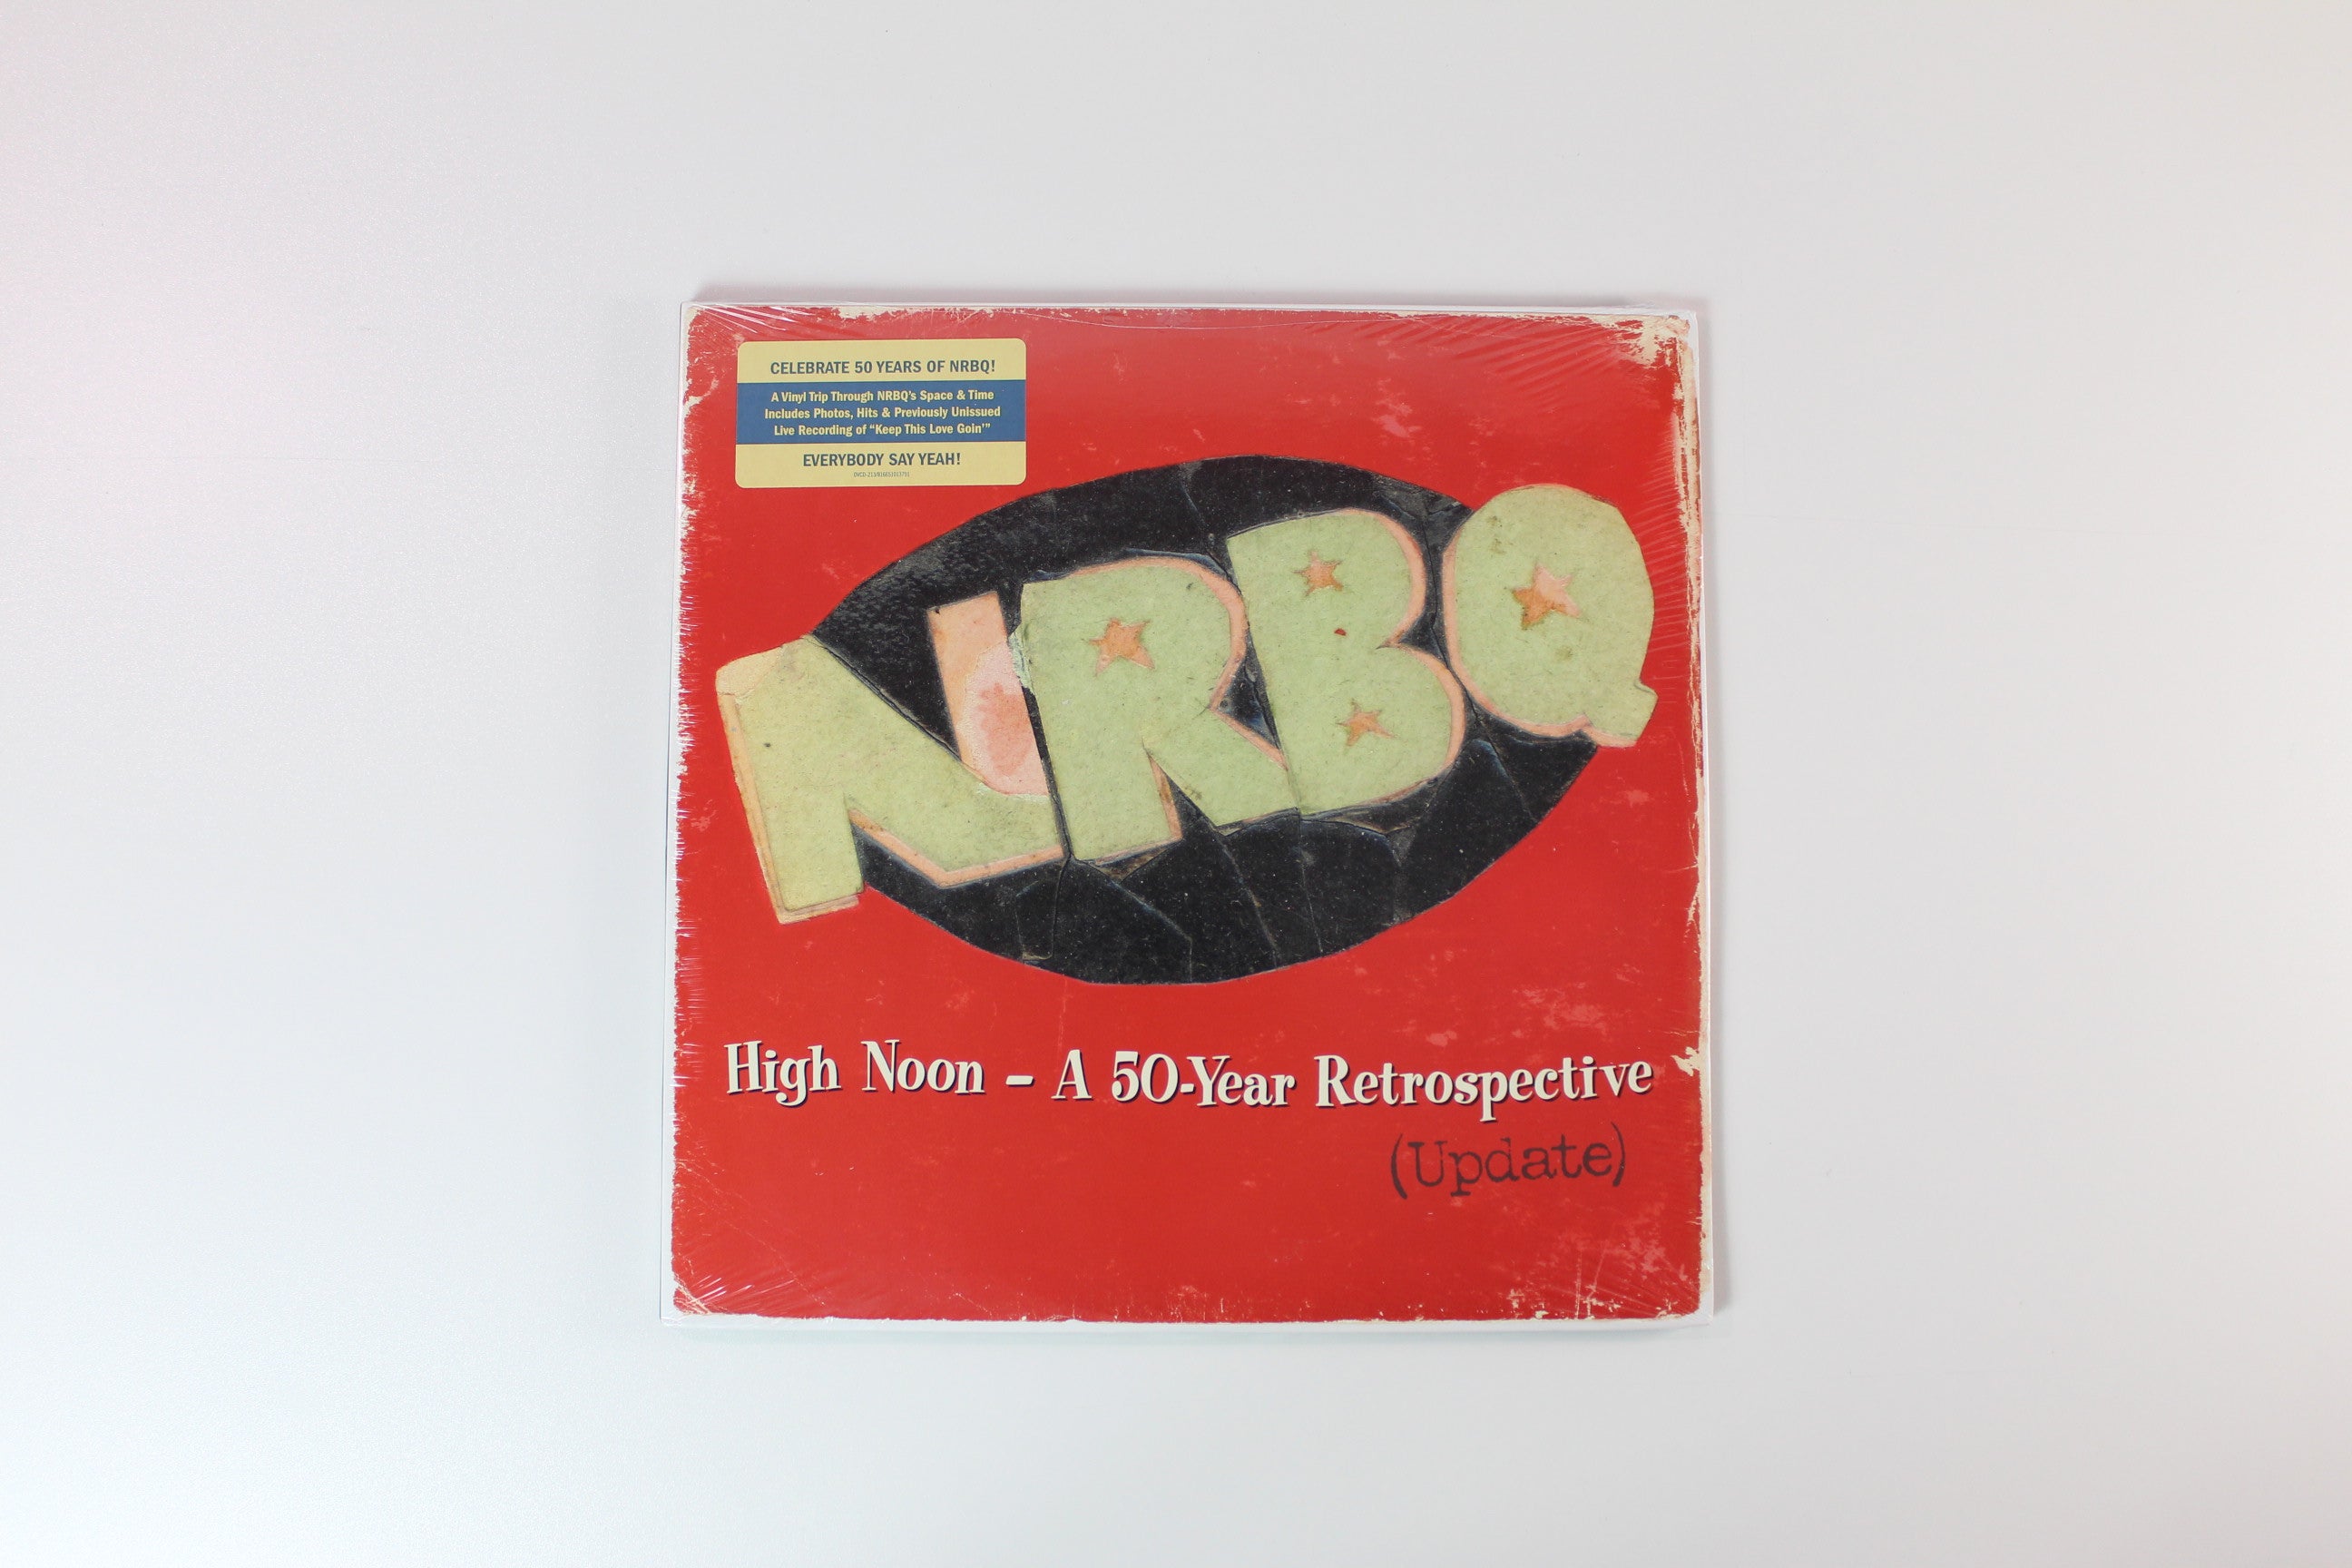 CELEBRATE 50 YEARS OF NRBQ!
A Vinyl Trip Through NRBQ's Space & Time
Includes Photos, Hits & Previously Unissued
Live Recording of “Keep This Love Goin'”
EVERYBODY SAY YEAH!
NRBQ
High Noon – A 50-Year Retrospective
(Update)